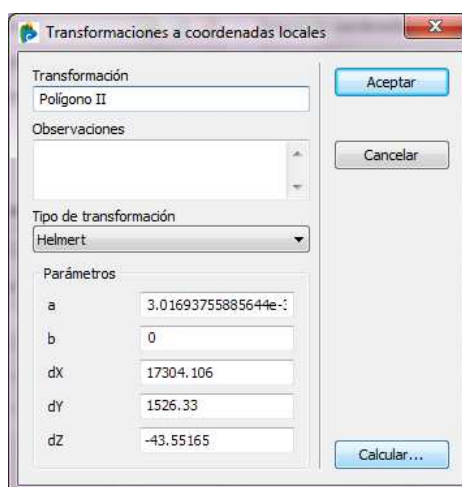 Transformaciones a coordenadas locales
Transformación
Polígono II
Aceptar
Observaciones
Cancelar
Tipo de transformación
Helmert
Parámetros
a 3.01693755885644e-3
b 0
dX 17304.106
dY 1526.33
dZ -43.55165
Calcular...